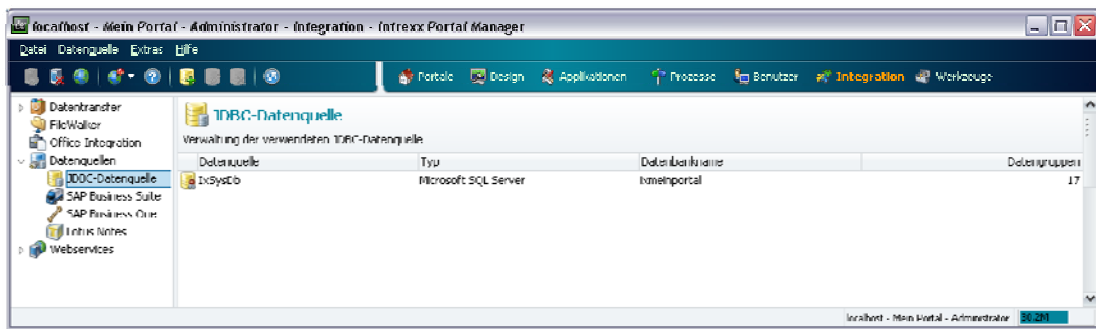 localhost - Mein Portal - Administrator - Integration - Intrexx Portal Manager
Datei Datenquelle Extras Hilfe
Portale Design Applikationen Prozesse Benutzer Integration Werkzeuge
Datentransfer
FileWalker
Office Integration
Datenquellen
JDBC-Datenquelle
SAP Business Suite
SAP Business One
Lotus Notes
Webservices
JDBC-Datenquelle
Verwaltung der verwendeten JDBC-Datenquelle
Datenquelle Typ Datenbankname Datengruppen
IxSysDb Microsoft SQL Server ixmeinportal 17
localhost - Mein Portal - Administrator 30.2M